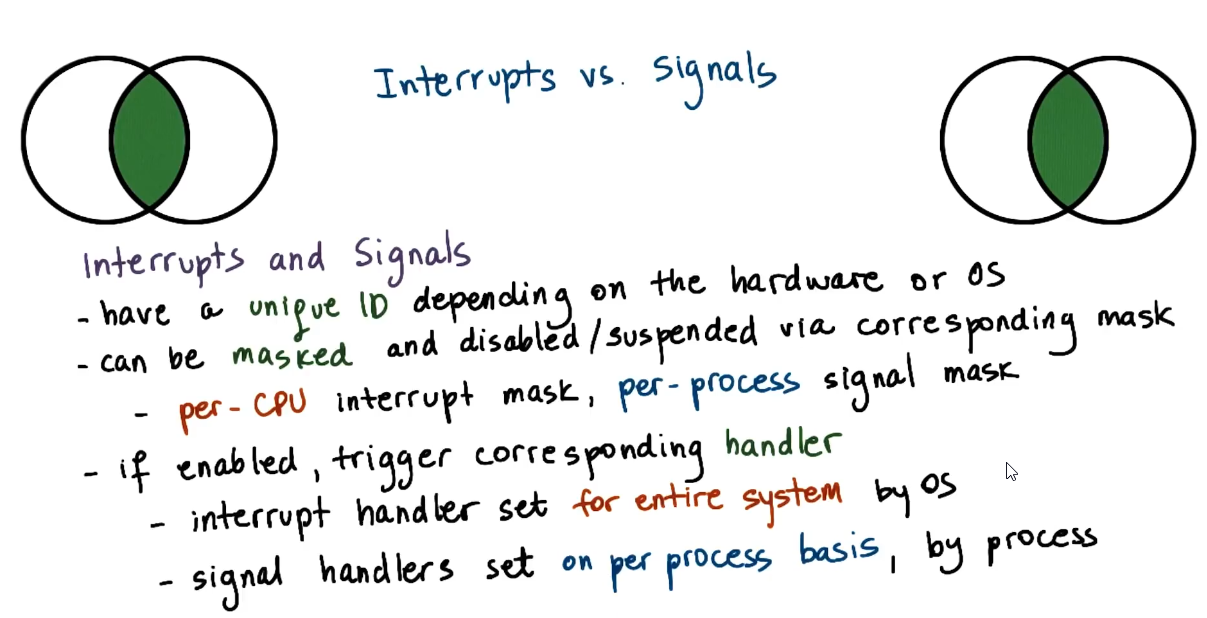 Interrupts vs. Signals
Interrupts and Signals
- have a unique ID depending on the hardware or OS
- can be masked and disabled/suspended via corresponding mask
- per-CPU interrupt mask, per-process signal mask
- if enabled, trigger corresponding handler
- interrupt handler set for entire system by OS
- signal handlers set on per process basis, by process